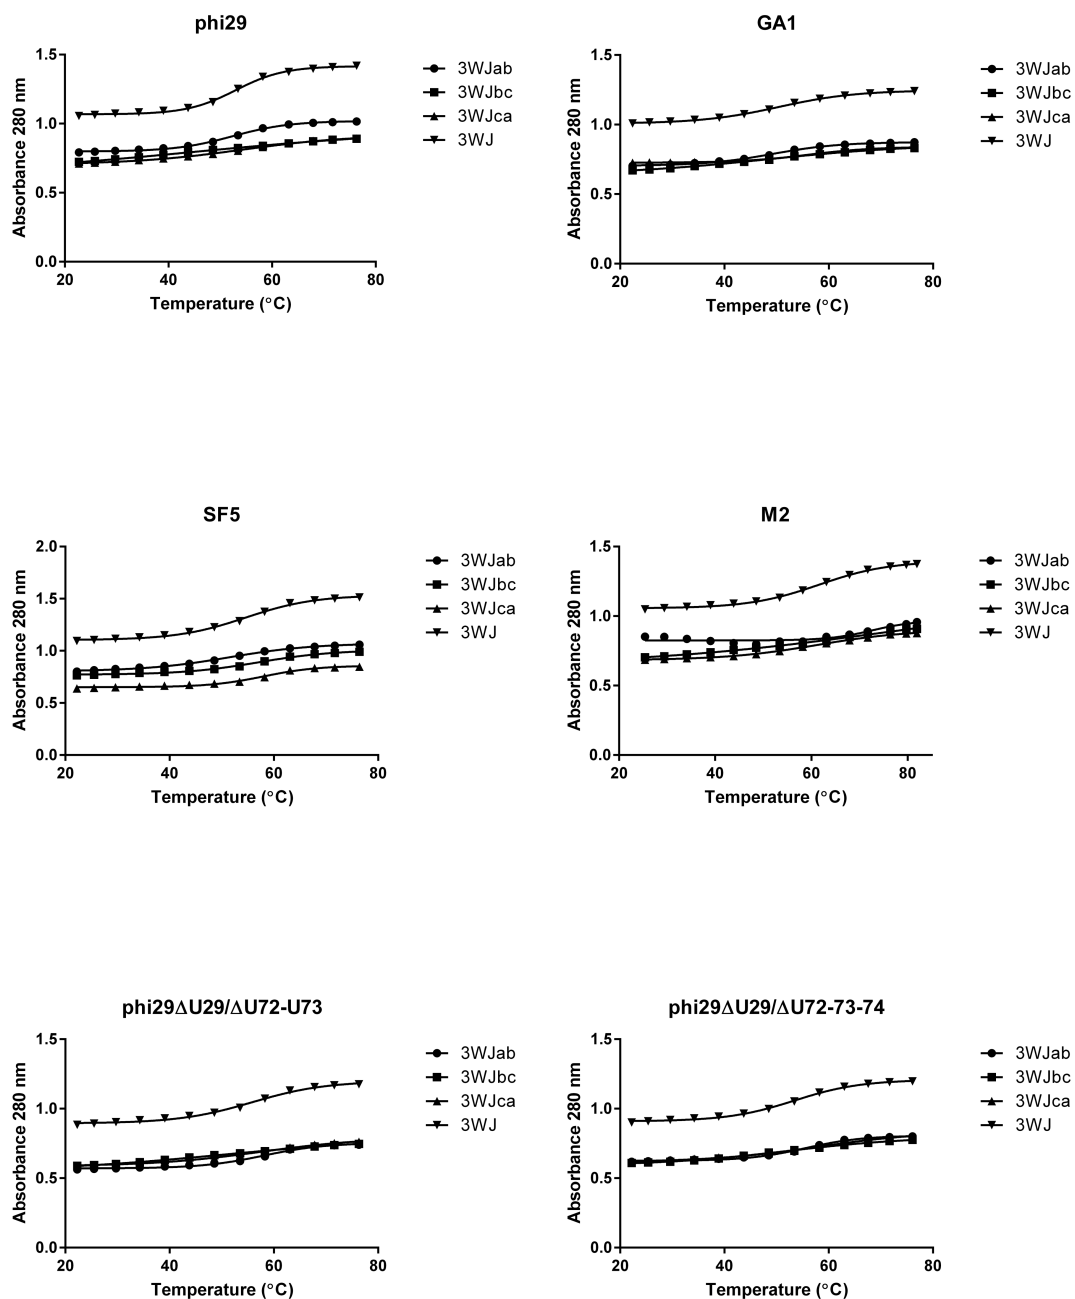 phi29
1.5
1.0
0.5
0.0
Absorbance 280 nm
20 40 60 80
Temperature (°C)
3WJab
3WJbc
3WJca
3WJ
GA1
1.5
1.0
0.5
0.0
Absorbance 280 nm
20 40 60 80
Temperature (°C)
3WJab
3WJbc
3WJca
3WJ
SF5
2.0
1.5
1.0
0.5
0.0
Absorbance 280 nm
20 40 60 80
Temperature (°C)
3WJab
3WJbc
3WJca
3WJ
M2
1.5
1.0
0.5
0.0
Absorbance 280 nm
20 40 60 80
Temperature (°C)
3WJab
3WJbc
3WJca
3WJ
phi29ΔU29/ΔU72-U73
1.5
1.0
0.5
0.0
Absorbance 280 nm
20 40 60 80
Temperature (°C)
3WJab
3WJbc
3WJca
3WJ
phi29ΔU29/ΔU72-73-74
1.5
1.0
0.5
0.0
Absorbance 280 nm
20 40 60 80
Temperature (°C)
3WJab
3WJbc
3WJca
3WJ